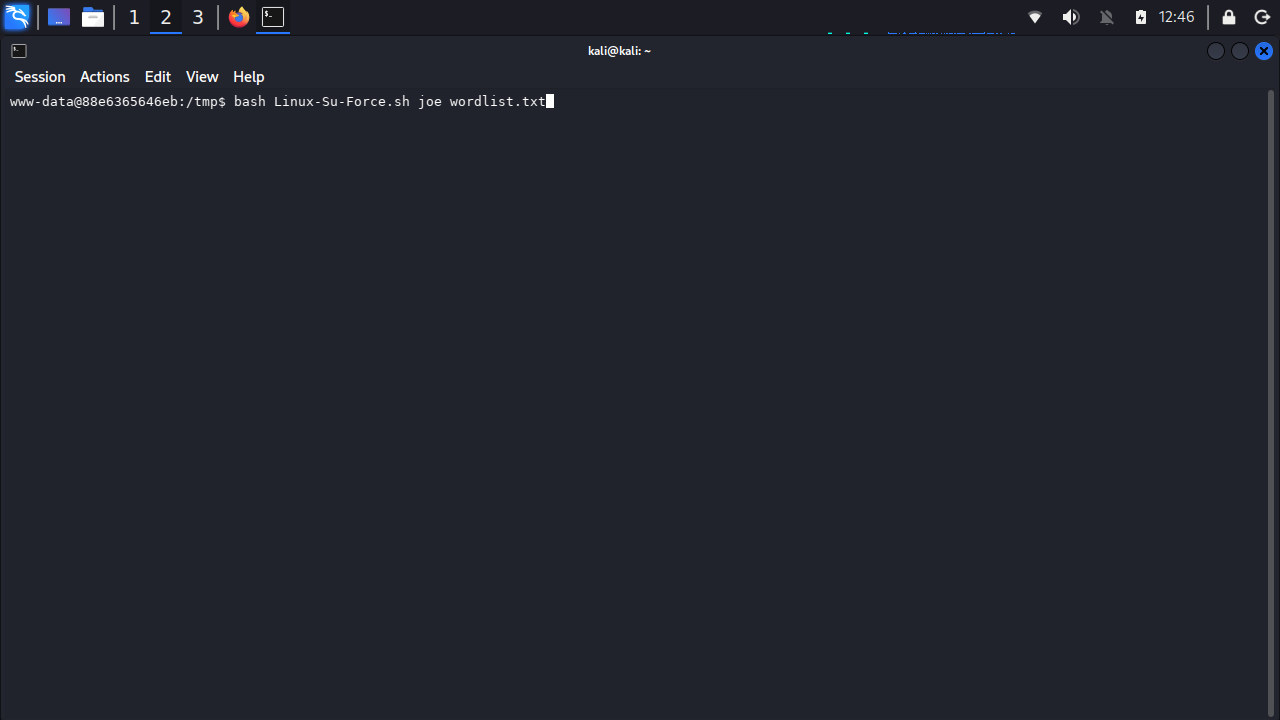 1 2 3 12:46
kali@kali: ~
Session Actions Edit View Help
www-data@88e6365646eb:/tmp$ bash Linux-Su-Force.sh joe wordlist.txt